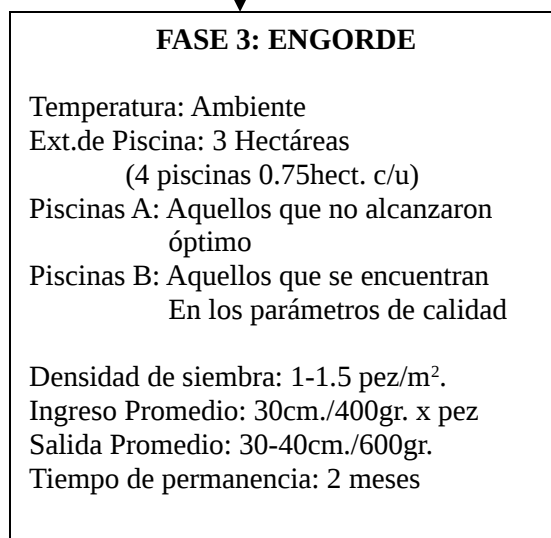 FASE 3: ENGORDE
Temperatura: Ambiente
Ext.de Piscina: 3 Hectáreas
(4 piscinas 0.75hect. c/u)
Piscinas A: Aquellos que no alcanzaron
óptimo
Piscinas B: Aquellos que se encuentran
En los parámetros de calidad
Densidad de siembra: 1-1.5 pez/m².
Ingreso Promedio: 30cm./400gr. x pez
Salida Promedio: 30-40cm./600gr.
Tiempo de permanencia: 2 meses